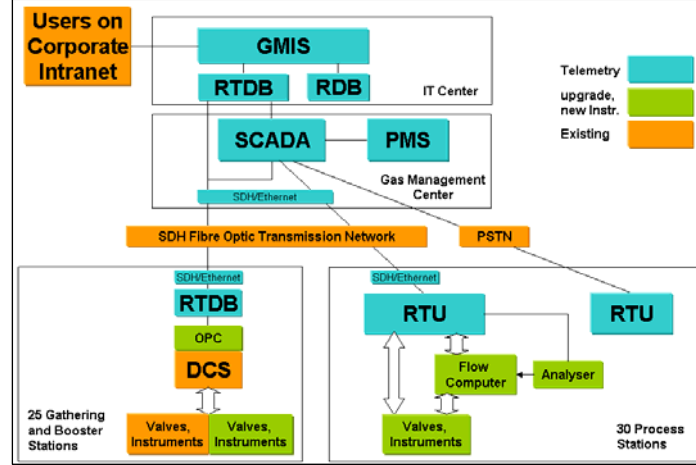 Users on
Corporate
Intranet
GMIS
RTDB
RDB
IT Center
Telemetry
upgrade,
new Instr.
Existing
SCADA
PMS
Gas Management
Center
SDH/Ethernet
SDH Fibre Optic Transmission Network
PSTN
SDH/Ethernet
RTDB
OPC
DCS
25 Gathering
and Booster
Stations
Valves,
Instruments
Valves,
Instruments
SDH/Ethernet
RTU
RTU
Flow
Computer
Analyser
Valves,
Instruments
30 Process
Stations